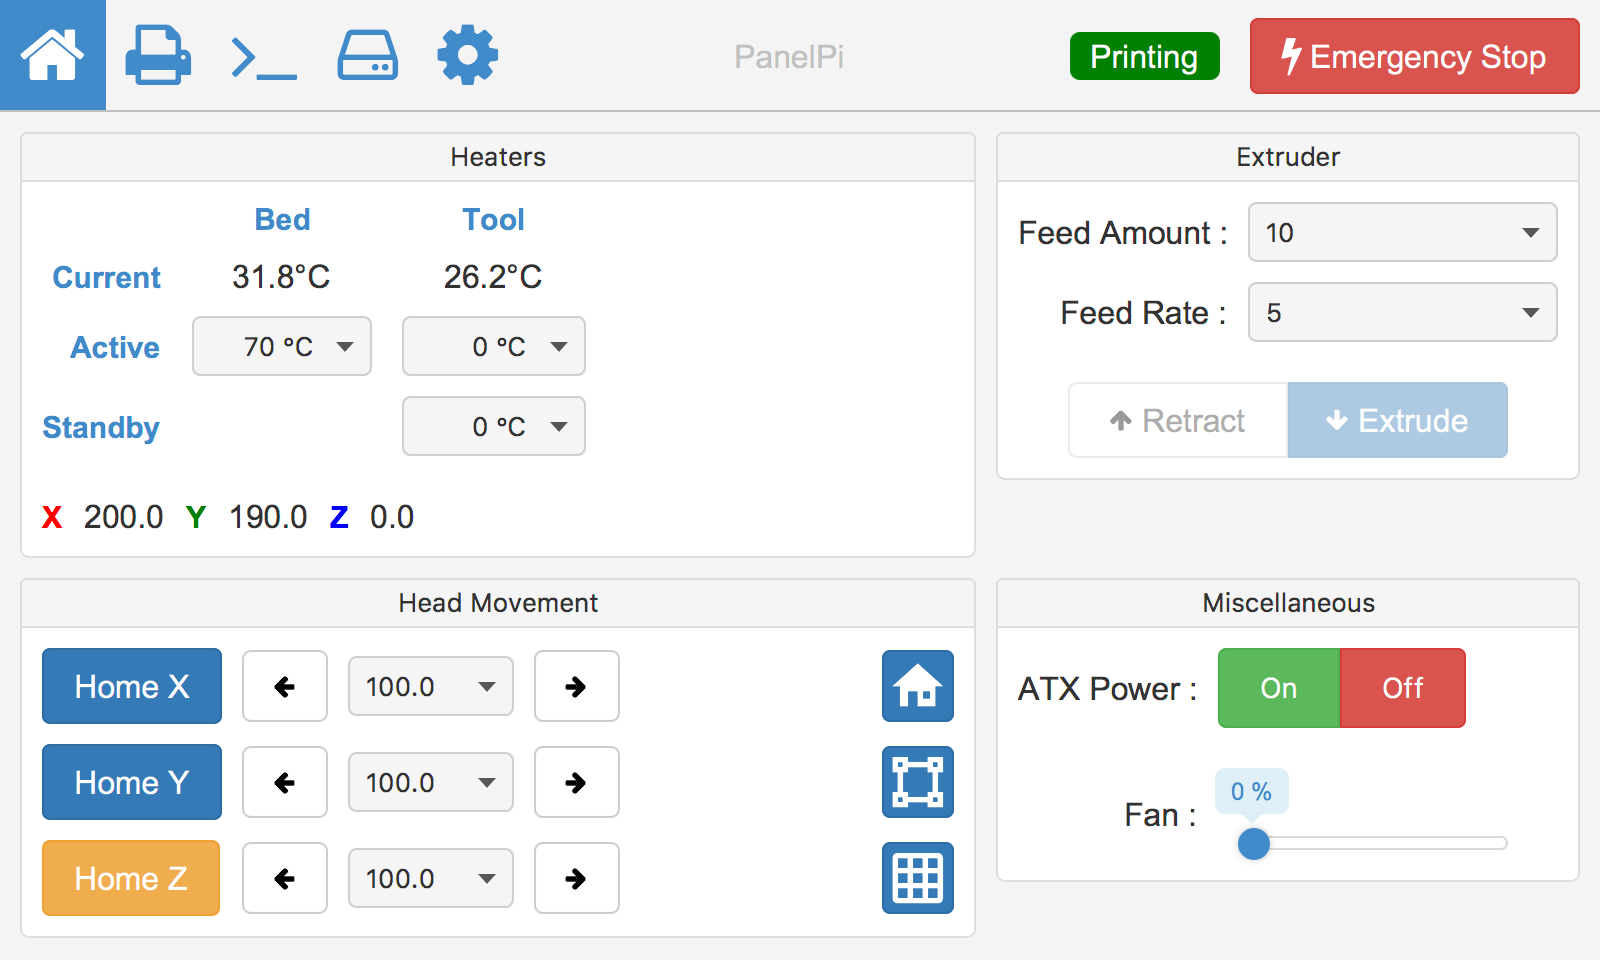 PanelPi
Printing
Emergency Stop
Heaters
Bed Tool
Current 31.8°C 26.2°C
Active 70 °C 0 °C
Standby 0 °C
X 200.0 Y 190.0 Z 0.0
Extruder
Feed Amount : 10
Feed Rate : 5
Retract Extrude
Head Movement
Home X 100.0
Home Y 100.0
Home Z 100.0
Miscellaneous
ATX Power : On Off
0 %
Fan :